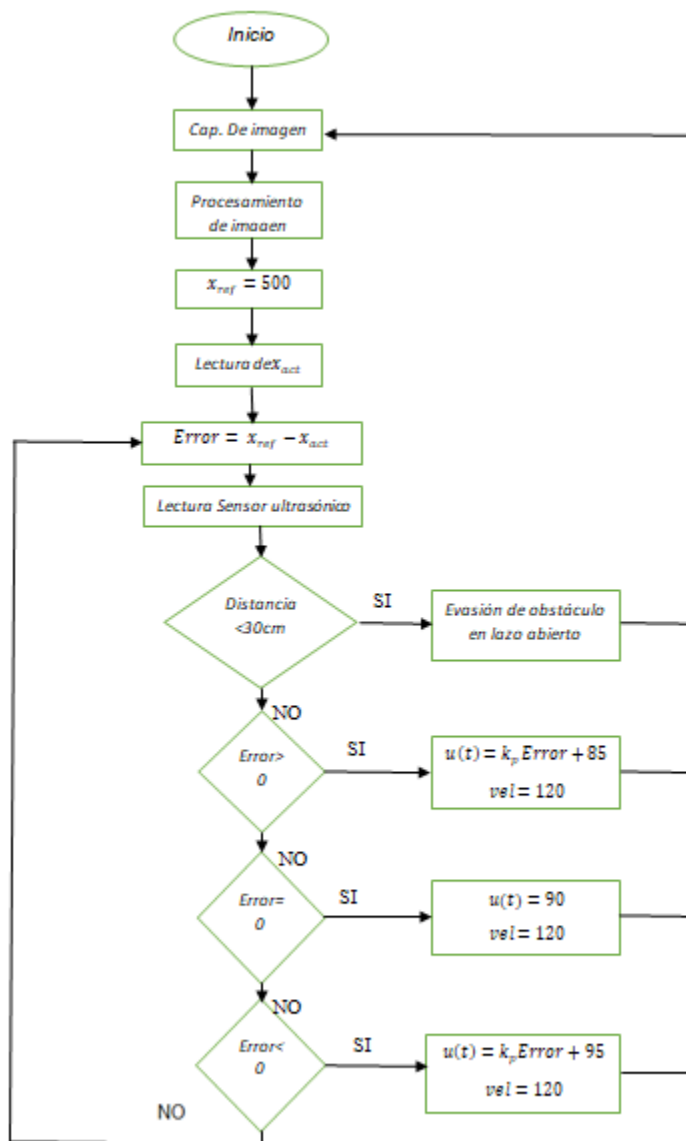 Inicio
Cap. De imagen
Procesamiento
de imagen
x_ref = 500
Lectura dex_act
Error = x_ref − x_act
Lectura Sensor ultrasónico
Distancia
<30cm
SI
Evasión de obstáculo
en lazo abierto
NO
Error>
0
SI
u(t) = k_p Error + 85
vel = 120
NO
Error=
0
SI
u(t) = 90
vel = 120
NO
Error<
0
SI
u(t) = k_p Error + 95
vel = 120
NO